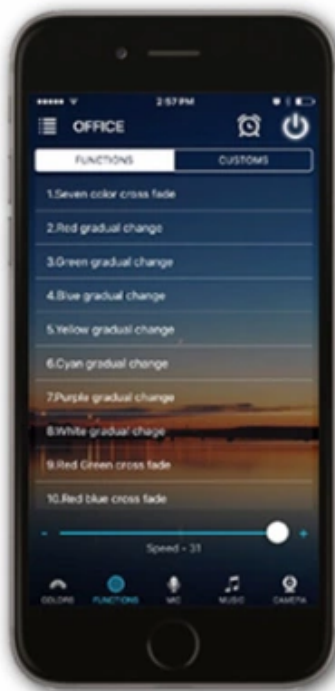 2:57 PM
OFFICE
FUNCTIONS CUSTOMS
1.Seven color cross fade
2.Red gradual change
3.Green gradual change
4.Blue gradual change
5.Yellow gradual change
6.Cyan gradual change
7.Purple gradual change
8.White gradual chage
9.Red Green cross fade
10.Red blue cross fade
- +
Speed - 31
COLORS FUNCTIONS MIC MUSIC CAMERA